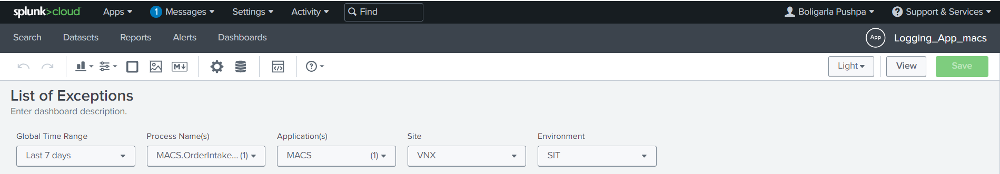 splunk>cloud Apps 1 Messages Settings Activity Find Boligarla Pushpa ? Support & Services
Search Datasets Reports Alerts Dashboards App Logging_App_macs
M </> ? Light View Save
List of Exceptions
Enter dashboard description.
Global Time Range Process Name(s) Application(s) Site Environment
Last 7 days MACS.OrderIntake... (1) MACS (1) VNX SIT